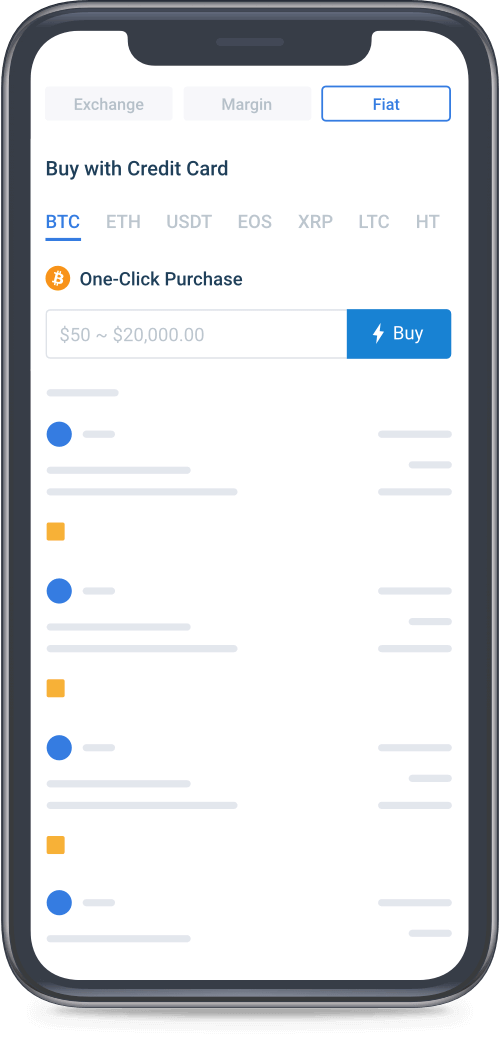 Exchange Margin Fiat
Buy with Credit Card
BTC ETH USDT EOS XRP LTC HT
One-Click Purchase
$50 ~ $20,000.00 Buy